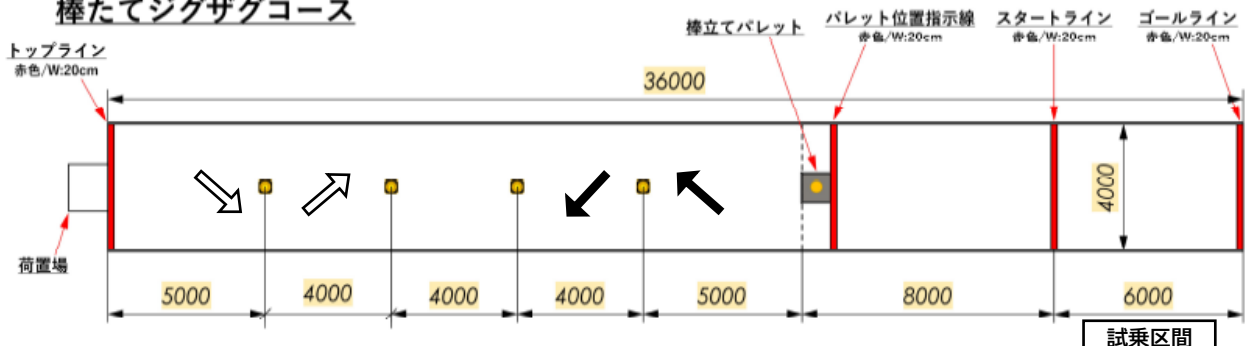 棒たてジグザグコース
トップライン
赤色/W:20cm
棒立てパレット
パレット位置指示線
赤色/W:20cm
スタートライン
赤色/W:20cm
ゴールライン
赤色/W:20cm
36000
4000
荷置場
5000
4000
4000
4000
5000
8000
6000
試乗区間